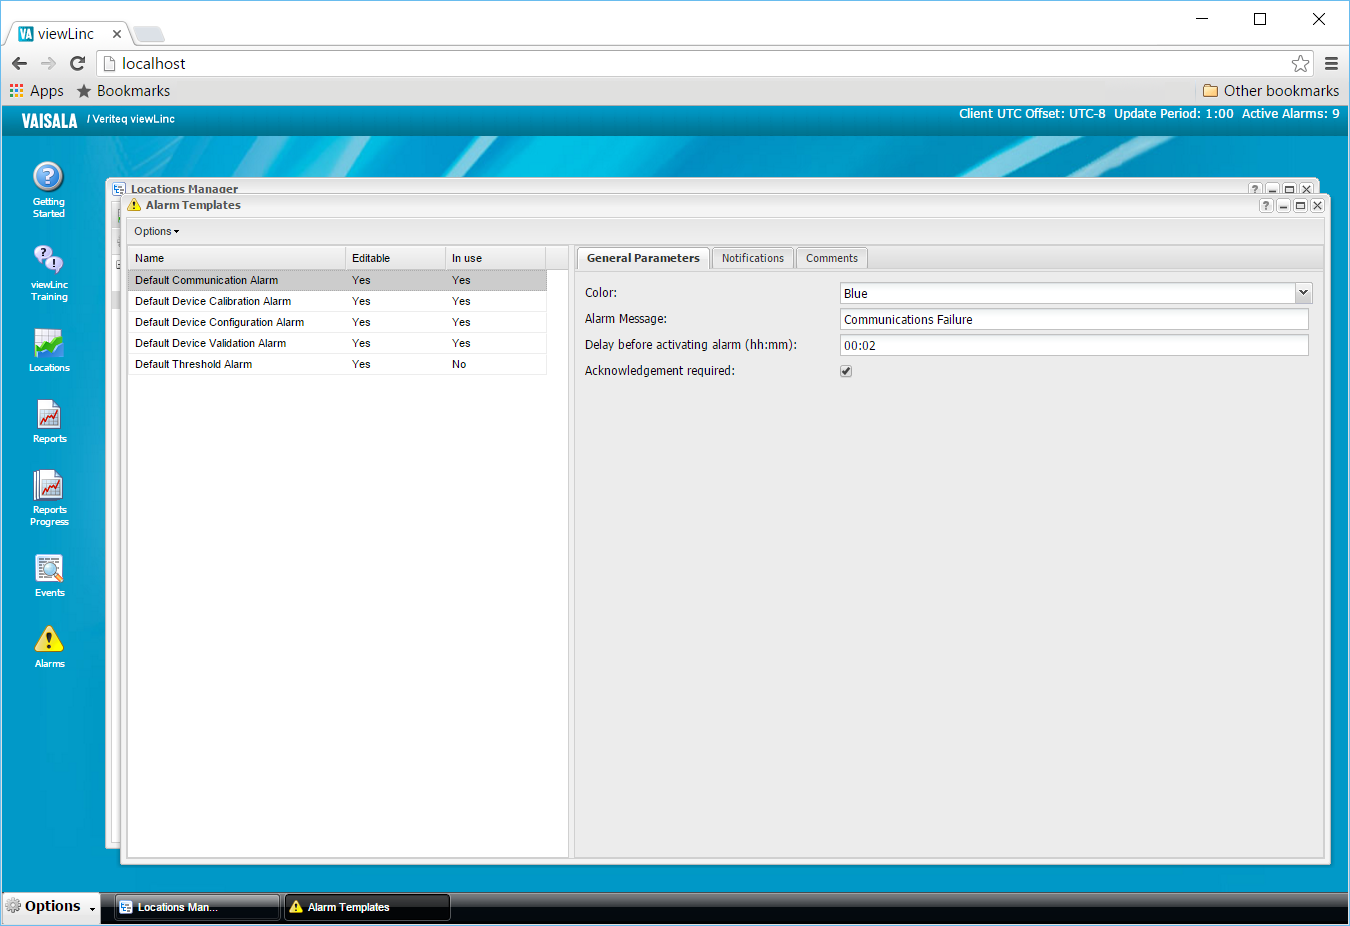 VA viewLinc
localhost
Apps Bookmarks Other bookmarks
VAISALA / Veriteq viewLinc Client UTC Offset: UTC-8 Update Period: 1:00 Active Alarms: 9
Getting
Started
viewLinc
Training
Locations
Reports
Reports
Progress
Events
Alarms
Locations Manager
Alarm Templates
Options
Name Editable In use
Default Communication Alarm Yes Yes
Default Device Calibration Alarm Yes Yes
Default Device Configuration Alarm Yes Yes
Default Device Validation Alarm Yes Yes
Default Threshold Alarm Yes No
General Parameters Notifications Comments
Color: Blue
Alarm Message: Communications Failure
Delay before activating alarm (hh:mm): 00:02
Acknowledgement required:
Options Locations Man... Alarm Templates